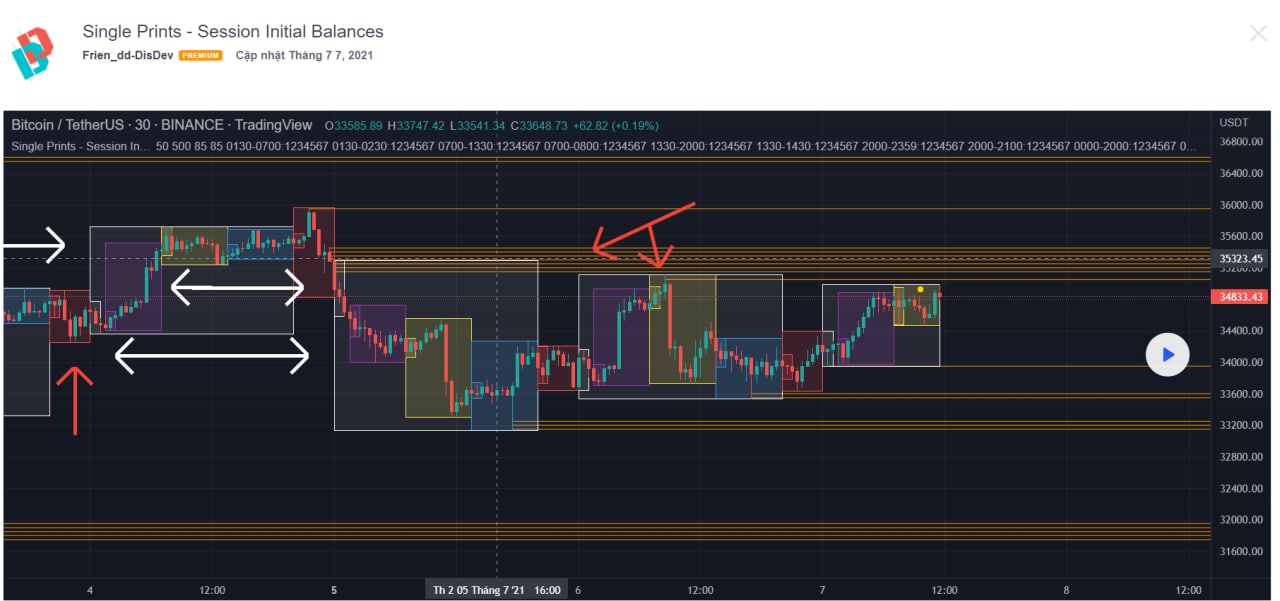 Single Prints - Session Initial Balances
Frien_dd-DisDev PREMIUM Cập nhật Tháng 7 7, 2021
Bitcoin / TetherUS · 30 · BINANCE · TradingView O33585.89 H33747.42 L33541.34 C33648.73 +62.82 (+0.19%)
USDT
Single Prints - Session In... 50 500 85 85 0130-0700:1234567 0130-0230:1234567 0700-1330:1234567 0700-0800:1234567 1330-2000:1234567 1330-1430:1234567 2000-2359:1234567 2000-2100:1234567 0000-2000:1234567 0...
36800.00
36400.00
36000.00
35600.00
35323.45
35200.00
34833.43
34400.00
34000.00
33600.00
33200.00
32800.00
32400.00
32000.00
31600.00
4 12:00 5 Th 2 05 Tháng 7 '21 16:00 6 12:00 7 12:00 8 12:00